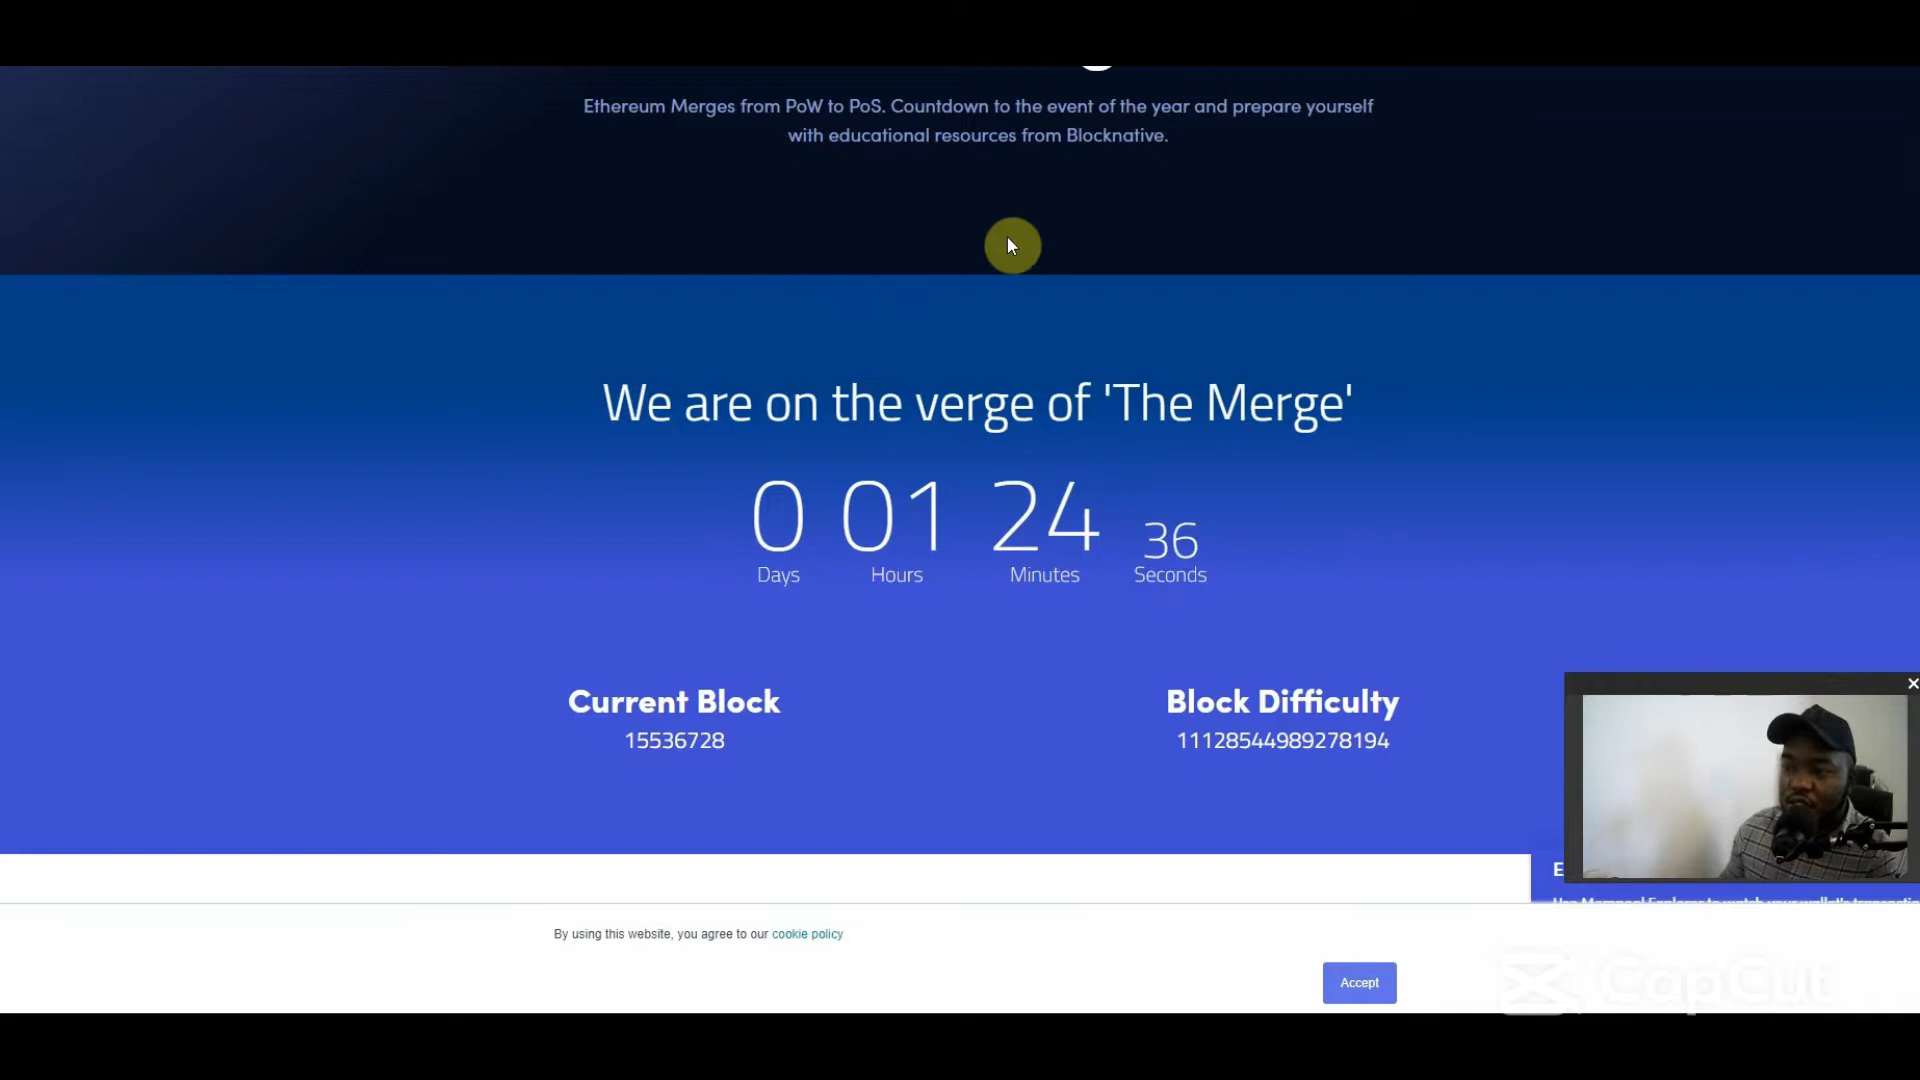 Ethereum Merges from PoW to PoS. Countdown to the event of the year and prepare yourself
with educational resources from Blocknative.
We are on the verge of 'The Merge'
0 01 24 36
Days Hours Minutes Seconds
Current Block Block Difficulty
15536728 11128544989278194
By using this website, you agree to our cookie policy
Accept
CapCut